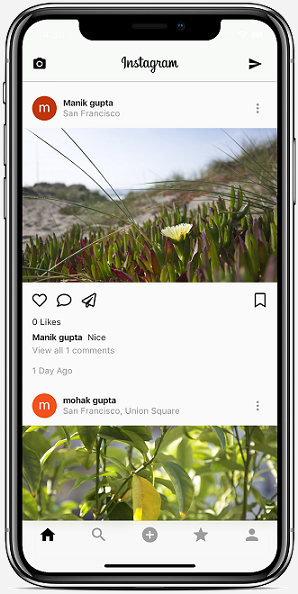 Instagram
m
Manik gupta
San Francisco
0 Likes
Manik gupta Nice
View all 1 comments
1 Day Ago
m
mohak gupta
San Francisco, Union Square